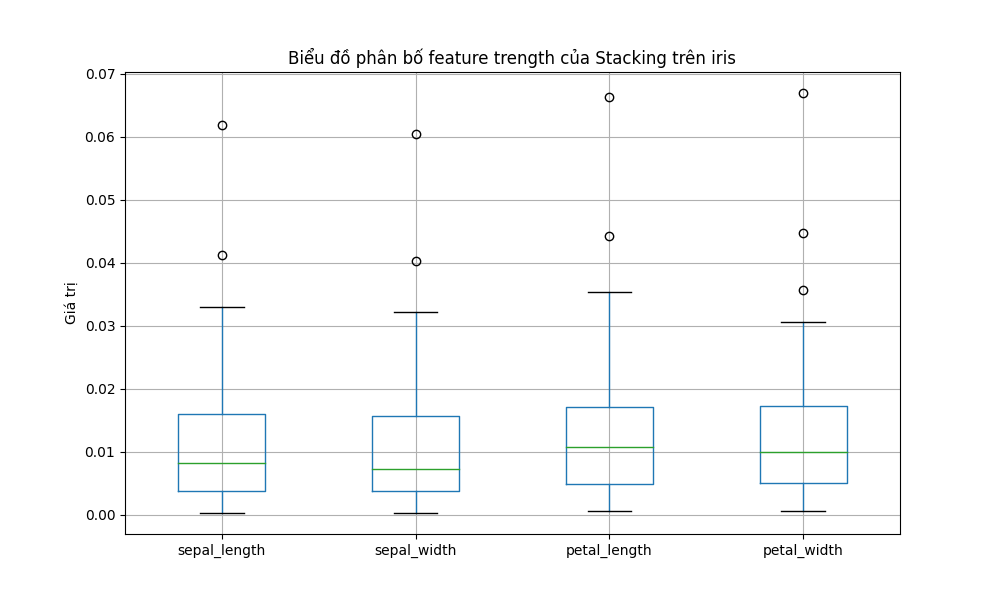 Biểu đồ phân bố feature trength của Stacking trên iris
0.07
0.06
0.05
0.04
0.03
0.02
0.01
0.00
Giá trị
sepal_length
sepal_width
petal_length
petal_width